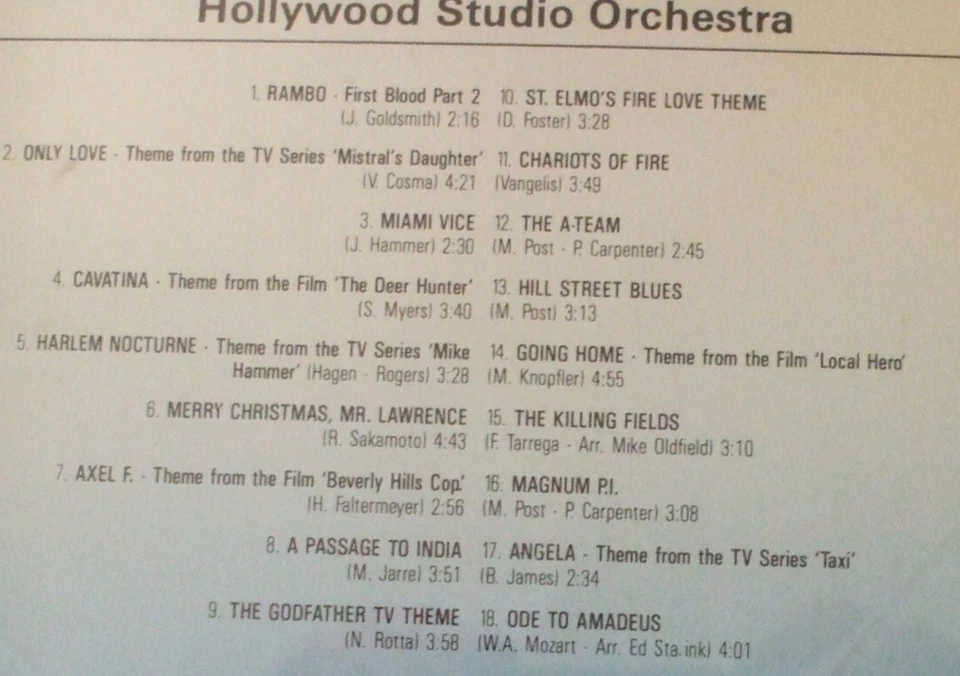 Hollywood Studio Orchestra
1. RAMBO - First Blood Part 2
(J. Goldsmith) 2:16
2. ONLY LOVE - Theme from the TV Series 'Mistral's Daughter'
(V. Cosma) 4:21
3. MIAMI VICE
(J. Hammer) 2:30
4. CAVATINA - Theme from the Film 'The Deer Hunter'
(S. Myers) 3:40
5. HARLEM NOCTURNE - Theme from the TV Series 'Mike
Hammer' (Hagen - Rogers) 3:28
6. MERRY CHRISTMAS, MR. LAWRENCE
(R. Sakamoto) 4:43
7. AXEL F. - Theme from the Film 'Beverly Hills Cop.'
(H. Faltermeyer) 2:56
8. A PASSAGE TO INDIA
(M. Jarre) 3:51
9. THE GODFATHER TV THEME
(N. Rotta) 3:58
10. ST. ELMO'S FIRE LOVE THEME
(D. Foster) 3:28
11. CHARIOTS OF FIRE
(Vangelis) 3:49
12. THE A-TEAM
(M. Post - P. Carpenter) 2:45
13. HILL STREET BLUES
(M. Post) 3:13
14. GOING HOME - Theme from the Film 'Local Hero'
(M. Knopfler) 4:55
15. THE KILLING FIELDS
(F. Tarrega - Arr. Mike Oldfield) 3:10
16. MAGNUM P.I.
(M. Post - P. Carpenter) 3:08
17. ANGELA - Theme from the TV Series 'Taxi'
(B. James) 2:34
18. ODE TO AMADEUS
(W.A. Mozart - Arr. Ed 4:01